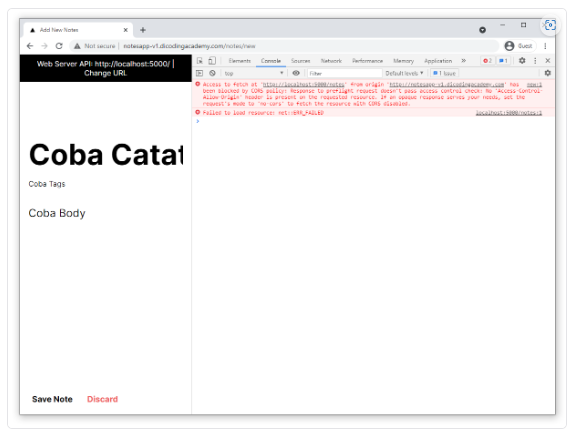 Add New Notes
Not secure | notesapp-v1.dicodingacademy.com/notes/new
Guest
Web Server API: http://localhost:5000/ |
Change URL
Elements Console Sources Network Performance Memory Application » 2 1
top Filter Default levels 1 Issue
Access to fetch at 'http://localhost:5000/notes' from origin 'http://notesapp-v1.dicodingacademy.com' has new:1
been blocked by CORS policy: Response to preflight request doesn't pass access control check: No 'Access-Control-
Allow-Origin' header is present on the requested resource. If an opaque response serves your needs, set the
request's mode to 'no-cors' to fetch the resource with CORS disabled.
Failed to load resource: net::ERR_FAILED localhost:5000/notes:1
Coba Catat
Coba Tags
Coba Body
Save Note Discard